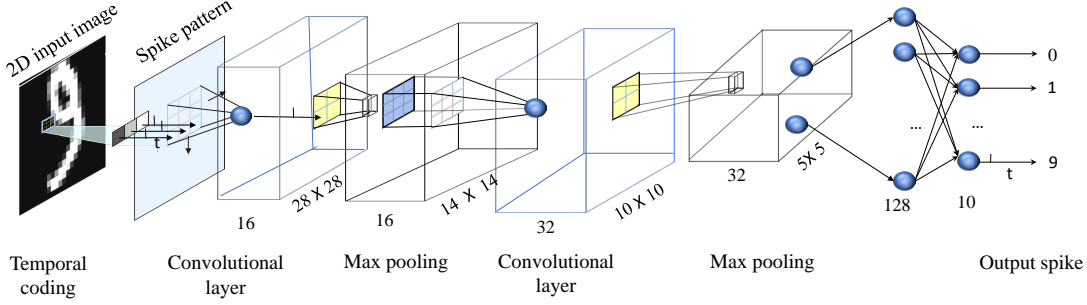 2D input image
Spike pattern
t
16
28 X 28
16
14 X 14
32
10 X 10
32
5X 5
128
10
...
...
0
1
9
t
Temporal
coding
Convolutional
layer
Max pooling
Convolutional
layer
Max pooling
Output spike